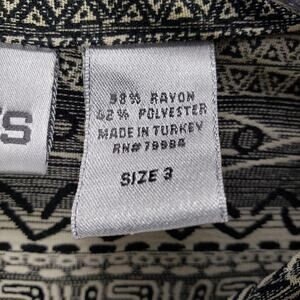 58% RAYON
42% POLYESTER
MADE IN TURKEY
RN# 79984
SIZE 3